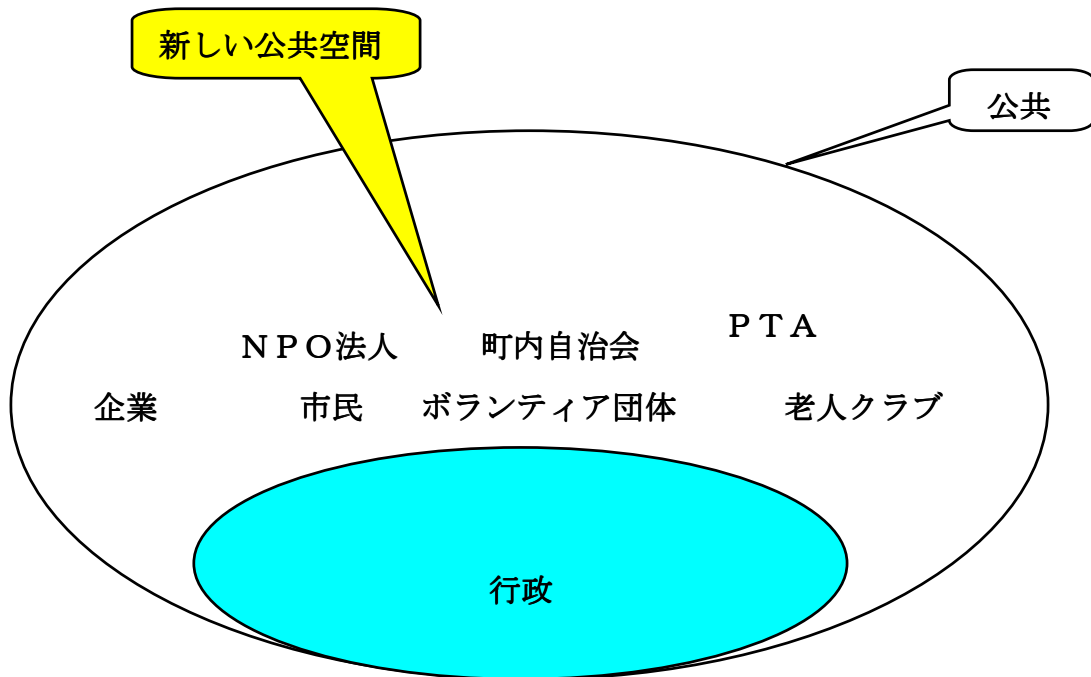 新しい公共空間
公共
ＮＰＯ法人
町内自治会
ＰＴＡ
企業
市民
ボランティア団体
老人クラブ
行政